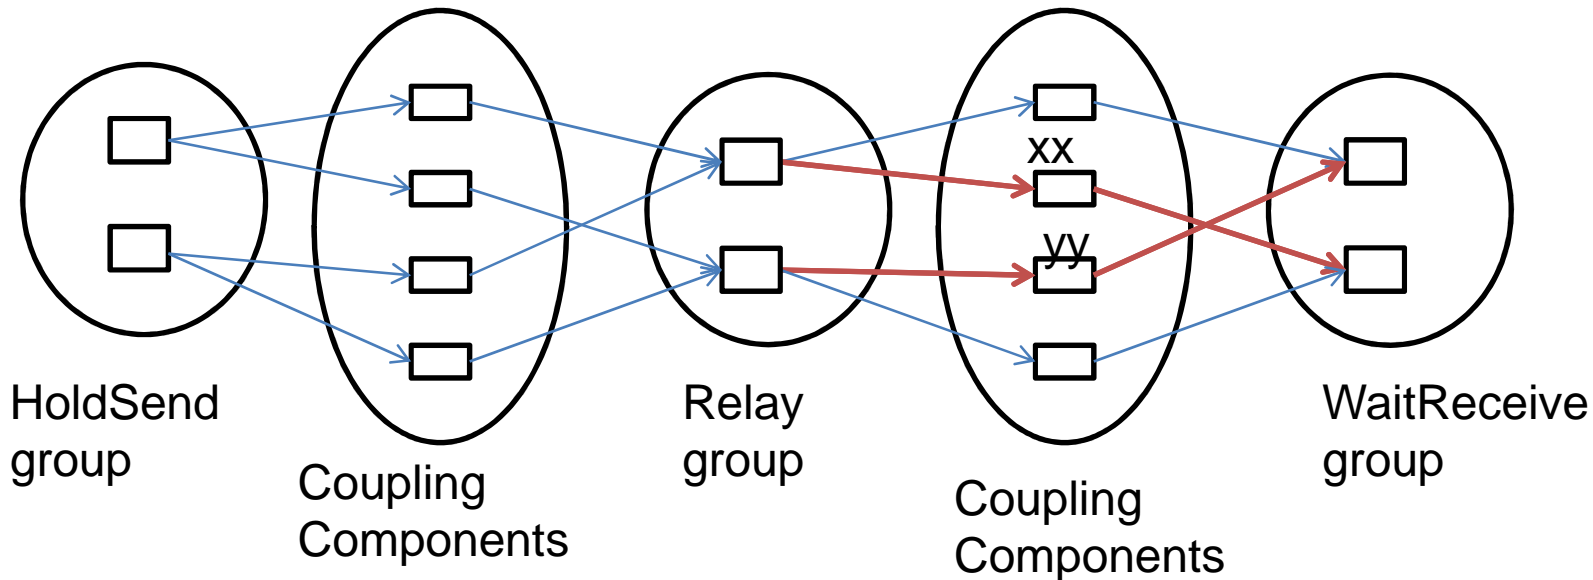 xx
yy
HoldSend
group
Coupling
Components
Relay
group
Coupling
Components
WaitReceive
group